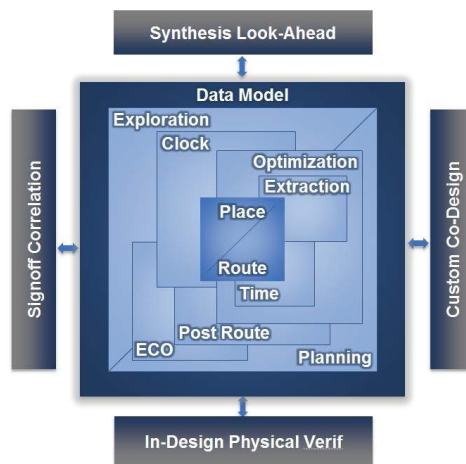 Synthesis Look-Ahead
Data Model
Exploration
Clock
Optimization
Extraction
Place
Route
Time
Post Route
ECO
Planning
Signoff Correlation
Custom Co-Design
In-Design Physical Verif